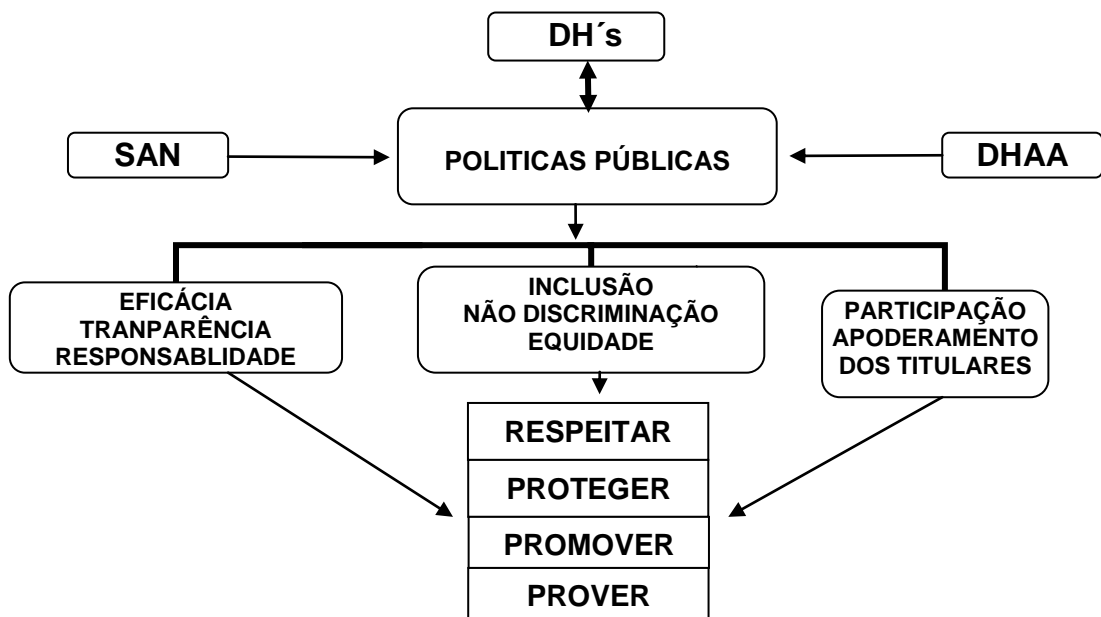 DH´s
SAN
POLITICAS PÚBLICAS
DHAA
EFICÁCIA
TRANPARÊNCIA
RESPONSABLIDADE
INCLUSÃO
NÃO DISCRIMINAÇÃO
EQUIDADE
PARTICIPAÇÃO
APODERAMENTO
DOS TITULARES
RESPEITAR
PROTEGER
PROMOVER
PROVER